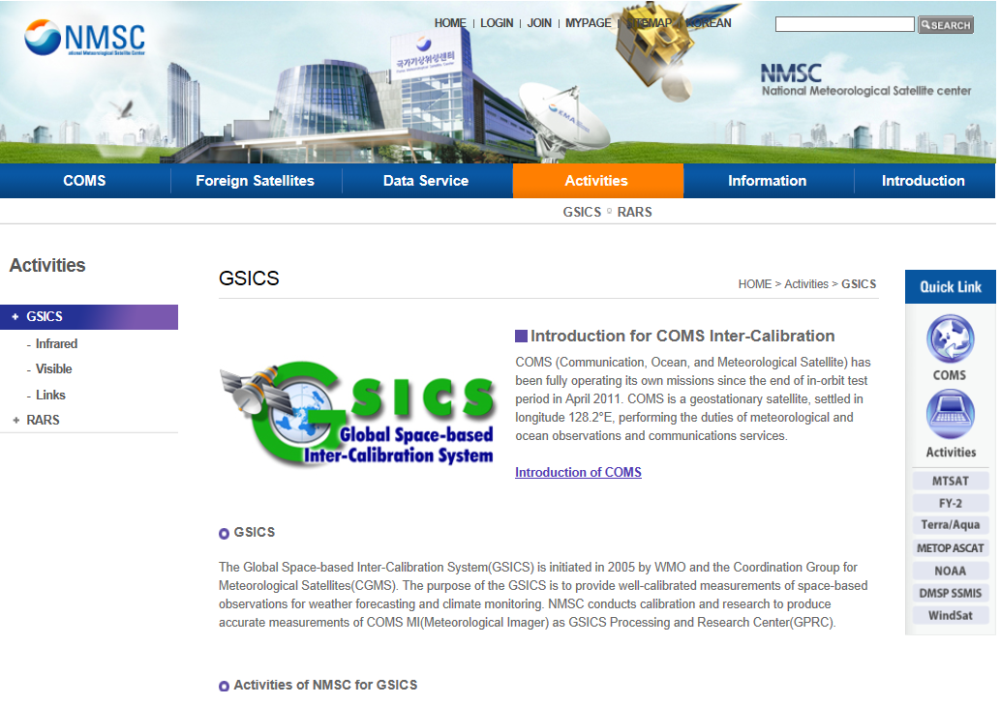 NMSC
National Meteorological Satellite Center
HOME | LOGIN | JOIN | MYPAGE | SITEMAP | KOREAN
SEARCH
국가기상위성센터
KMA
NMSC
National Meteorological Satellite center
COMS
Foreign Satellites
Data Service
Activities
Information
Introduction
GSICS RARS
Activities
+ GSICS
- Infrared
- Visible
- Links
+ RARS
GSICS
HOME > Activities > GSICS
GSICS
Global Space-based
Inter-Calibration System
Introduction for COMS Inter-Calibration
COMS (Communication, Ocean, and Meteorological Satellite) has
been fully operating its own missions since the end of in-orbit test
period in April 2011. COMS is a geostationary satellite, settled in
longitude 128.2°E, performing the duties of meteorological and
ocean observations and communications services.
Introduction of COMS
GSICS
The Global Space-based Inter-Calibration System(GSICS) is initiated in 2005 by WMO and the Coordination Group for
Meteorological Satellites(CGMS). The purpose of the GSICS is to provide well-calibrated measurements of space-based
observations for weather forecasting and climate monitoring. NMSC conducts calibration and research to produce
accurate measurements of COMS MI(Meteorological Imager) as GSICS Processing and Research Center(GPRC).
Activities of NMSC for GSICS
Quick Link
COMS
Activities
MTSAT
FY-2
Terra/Aqua
METOP ASCAT
NOAA
DMSP SSMIS
WindSat